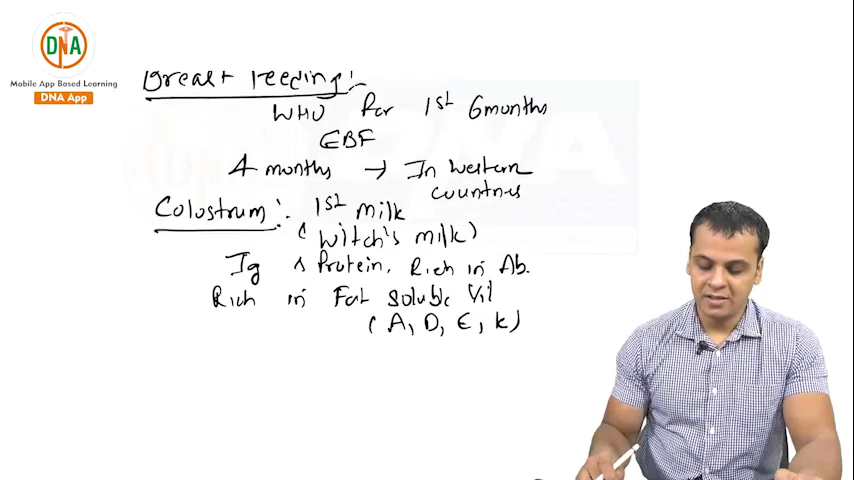 DNA
Mobile App Based Learning
DNA App
Breast Feeding:-
WHO for 1st 6months
EBF
4 months → In western
countries
Colostrum:- 1st milk
(witch's milk)
Ig & Protein, Rich in Ab.
Rich in Fat soluble Vit
(A, D, E, K)